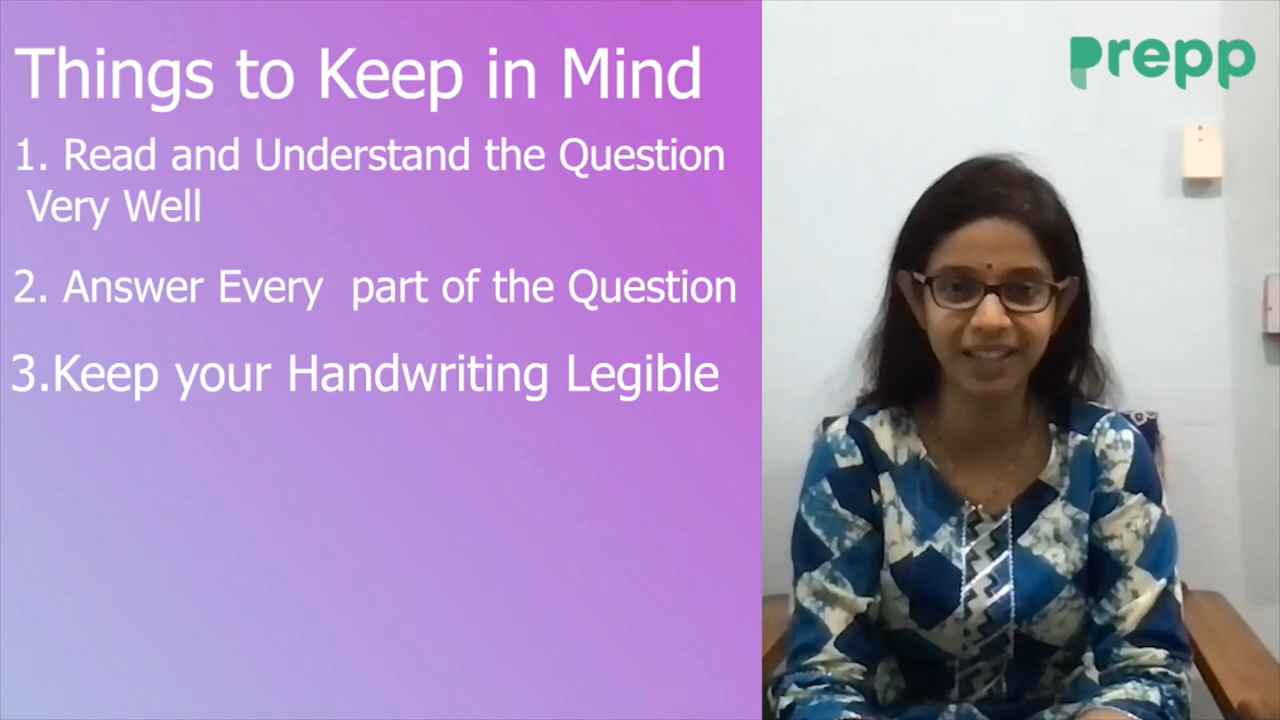 Things to Keep in Mind
1. Read and Understand the Question
Very Well
2. Answer Every part of the Question
3.Keep your Handwriting Legible
prepp